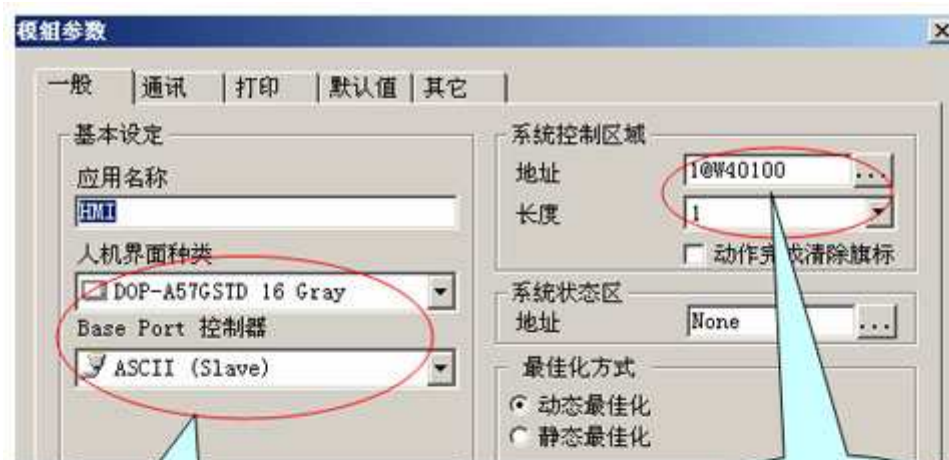 模组参数
一般 通讯 打印 默认值 其它
基本设定
应用名称
HMI
人机界面种类
DOP-A57GSTD 16 Gray
Base Port 控制器
ASCII (Slave)
系统控制区域
地址 1@W40100 ...
长度 1
动作完成清除旗标
系统状态区
地址 None ...
最佳化方式
动态最佳化
静态最佳化